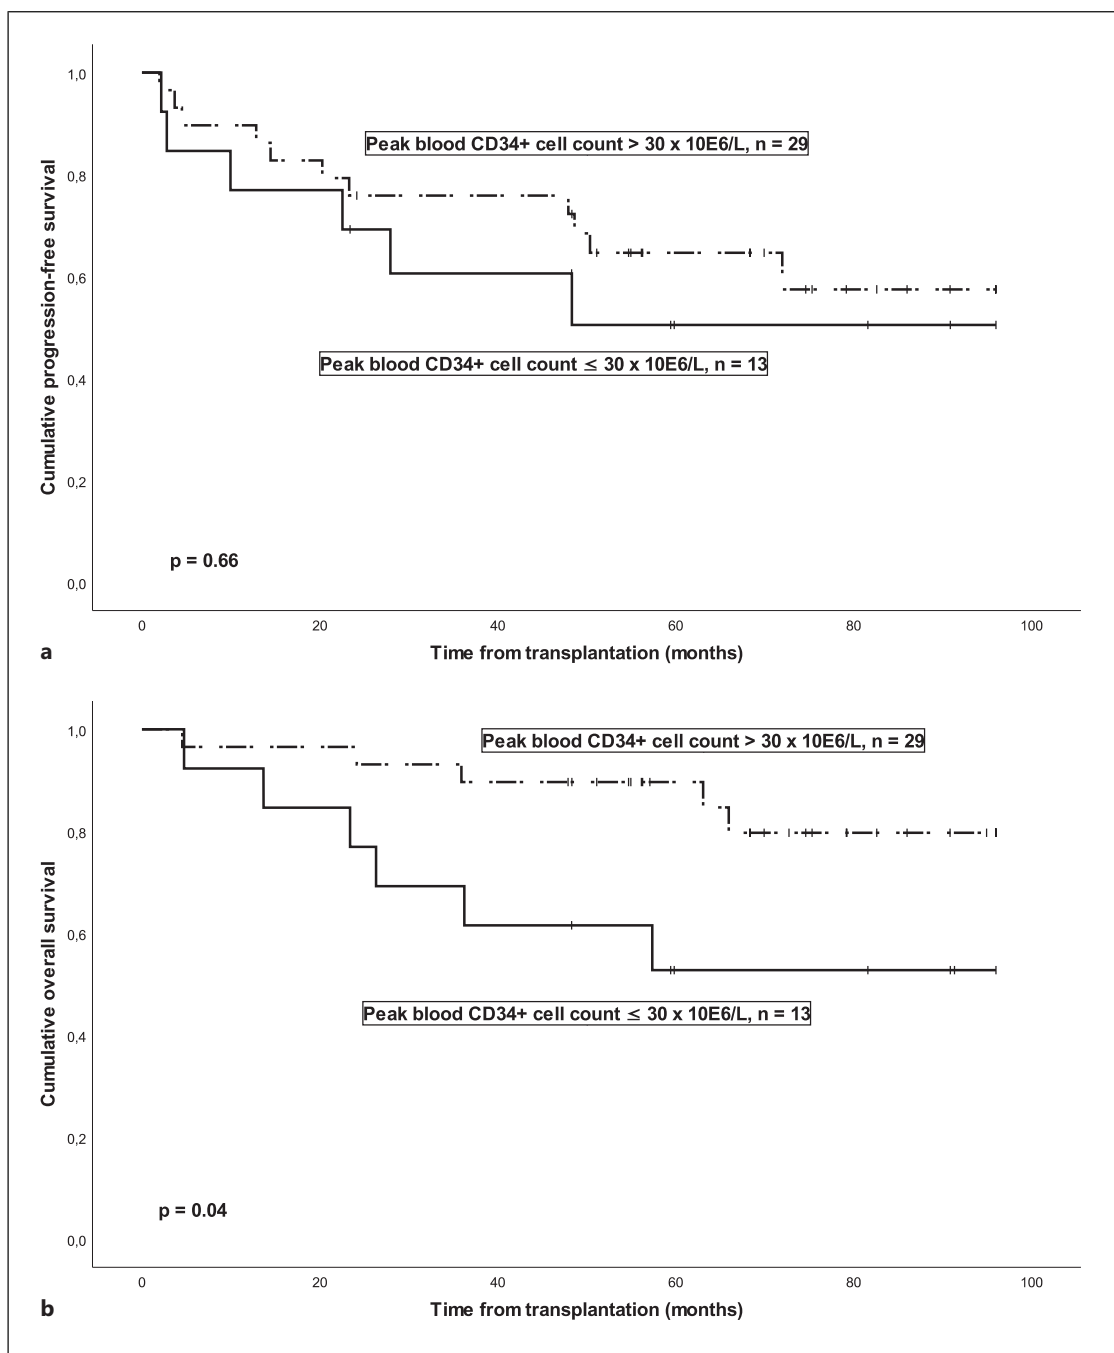 1,0
Peak blood CD34+ cell count > 30 x 10E6/L, n = 29
0,8
0,6
Peak blood CD34+ cell count ≤ 30 x 10E6/L, n = 13
0,4
0,2
p = 0.66
0,0
Cumulative progression-free survival
0 20 40 60 80 100
a Time from transplantation (months)
1,0
Peak blood CD34+ cell count > 30 x 10E6/L, n = 29
0,8
0,6
Peak blood CD34+ cell count ≤ 30 x 10E6/L, n = 13
0,4
0,2
p = 0.04
0,0
Cumulative overall survival
0 20 40 60 80 100
b Time from transplantation (months)